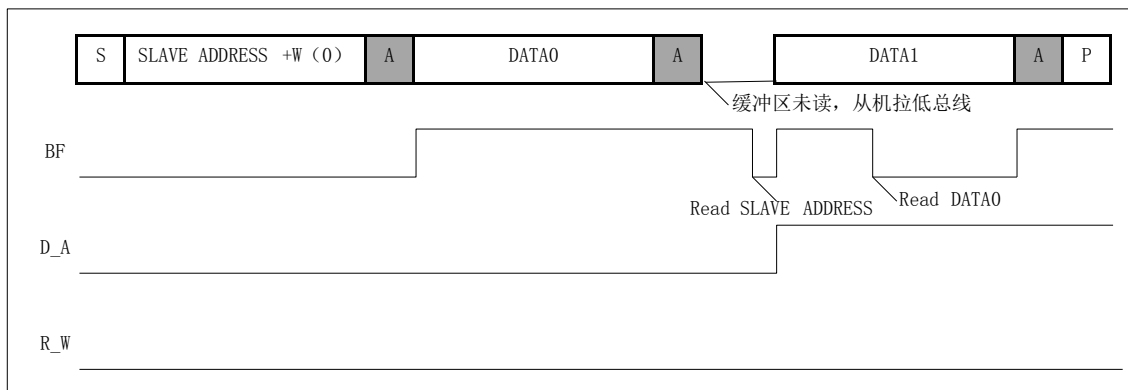 S SLAVE ADDRESS +W（0） A DATA0 A DATA1 A P
缓冲区未读，从机拉低总线
BF
Read SLAVE ADDRESS
Read DATA0
D_A
R_W